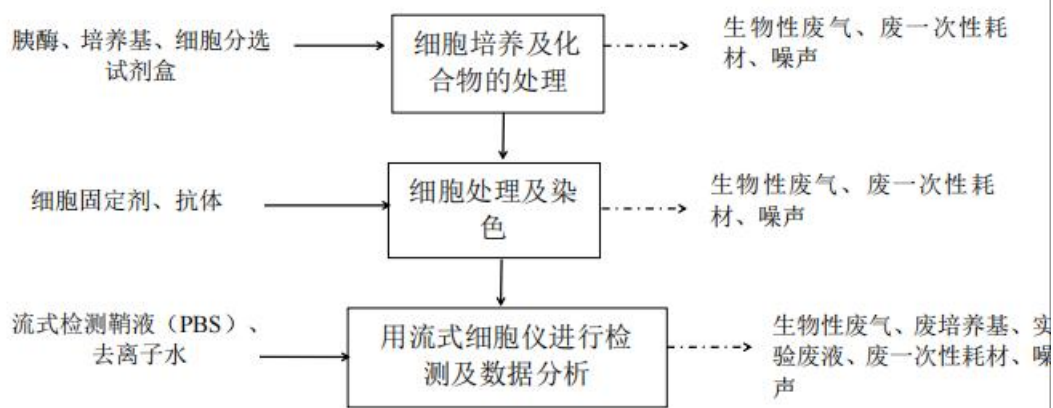 胰酶、培养基、细胞分选
试剂盒
细胞培养及化
合物的处理
生物性废气、废一次性耗
材、噪声
细胞固定剂、抗体
细胞处理及染
色
生物性废气、废一次性耗
材、噪声
流式检测鞘液（PBS）、
去离子水
用流式细胞仪进行检
测及数据分析
生物性废气、废培养基、实
验废液、废一次性耗材、噪
声